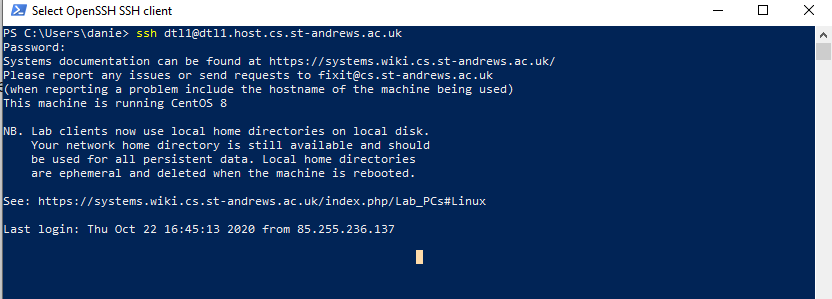 Select OpenSSH SSH client
PS C:\Users\danie> ssh dtl1@dtl1.host.cs.st-andrews.ac.uk
Password:
Systems documentation can be found at https://systems.wiki.cs.st-andrews.ac.uk/
Please report any issues or send requests to fixit@cs.st-andrews.ac.uk
(when reporting a problem include the hostname of the machine being used)
This machine is running CentOS 8
NB. Lab clients now use local home directories on local disk.
Your network home directory is still available and should
be used for all persistent data. Local home directories
are ephemeral and deleted when the machine is rebooted.
See: https://systems.wiki.cs.st-andrews.ac.uk/index.php/Lab_PCs#Linux
Last login: Thu Oct 22 16:45:13 2020 from 85.255.236.137